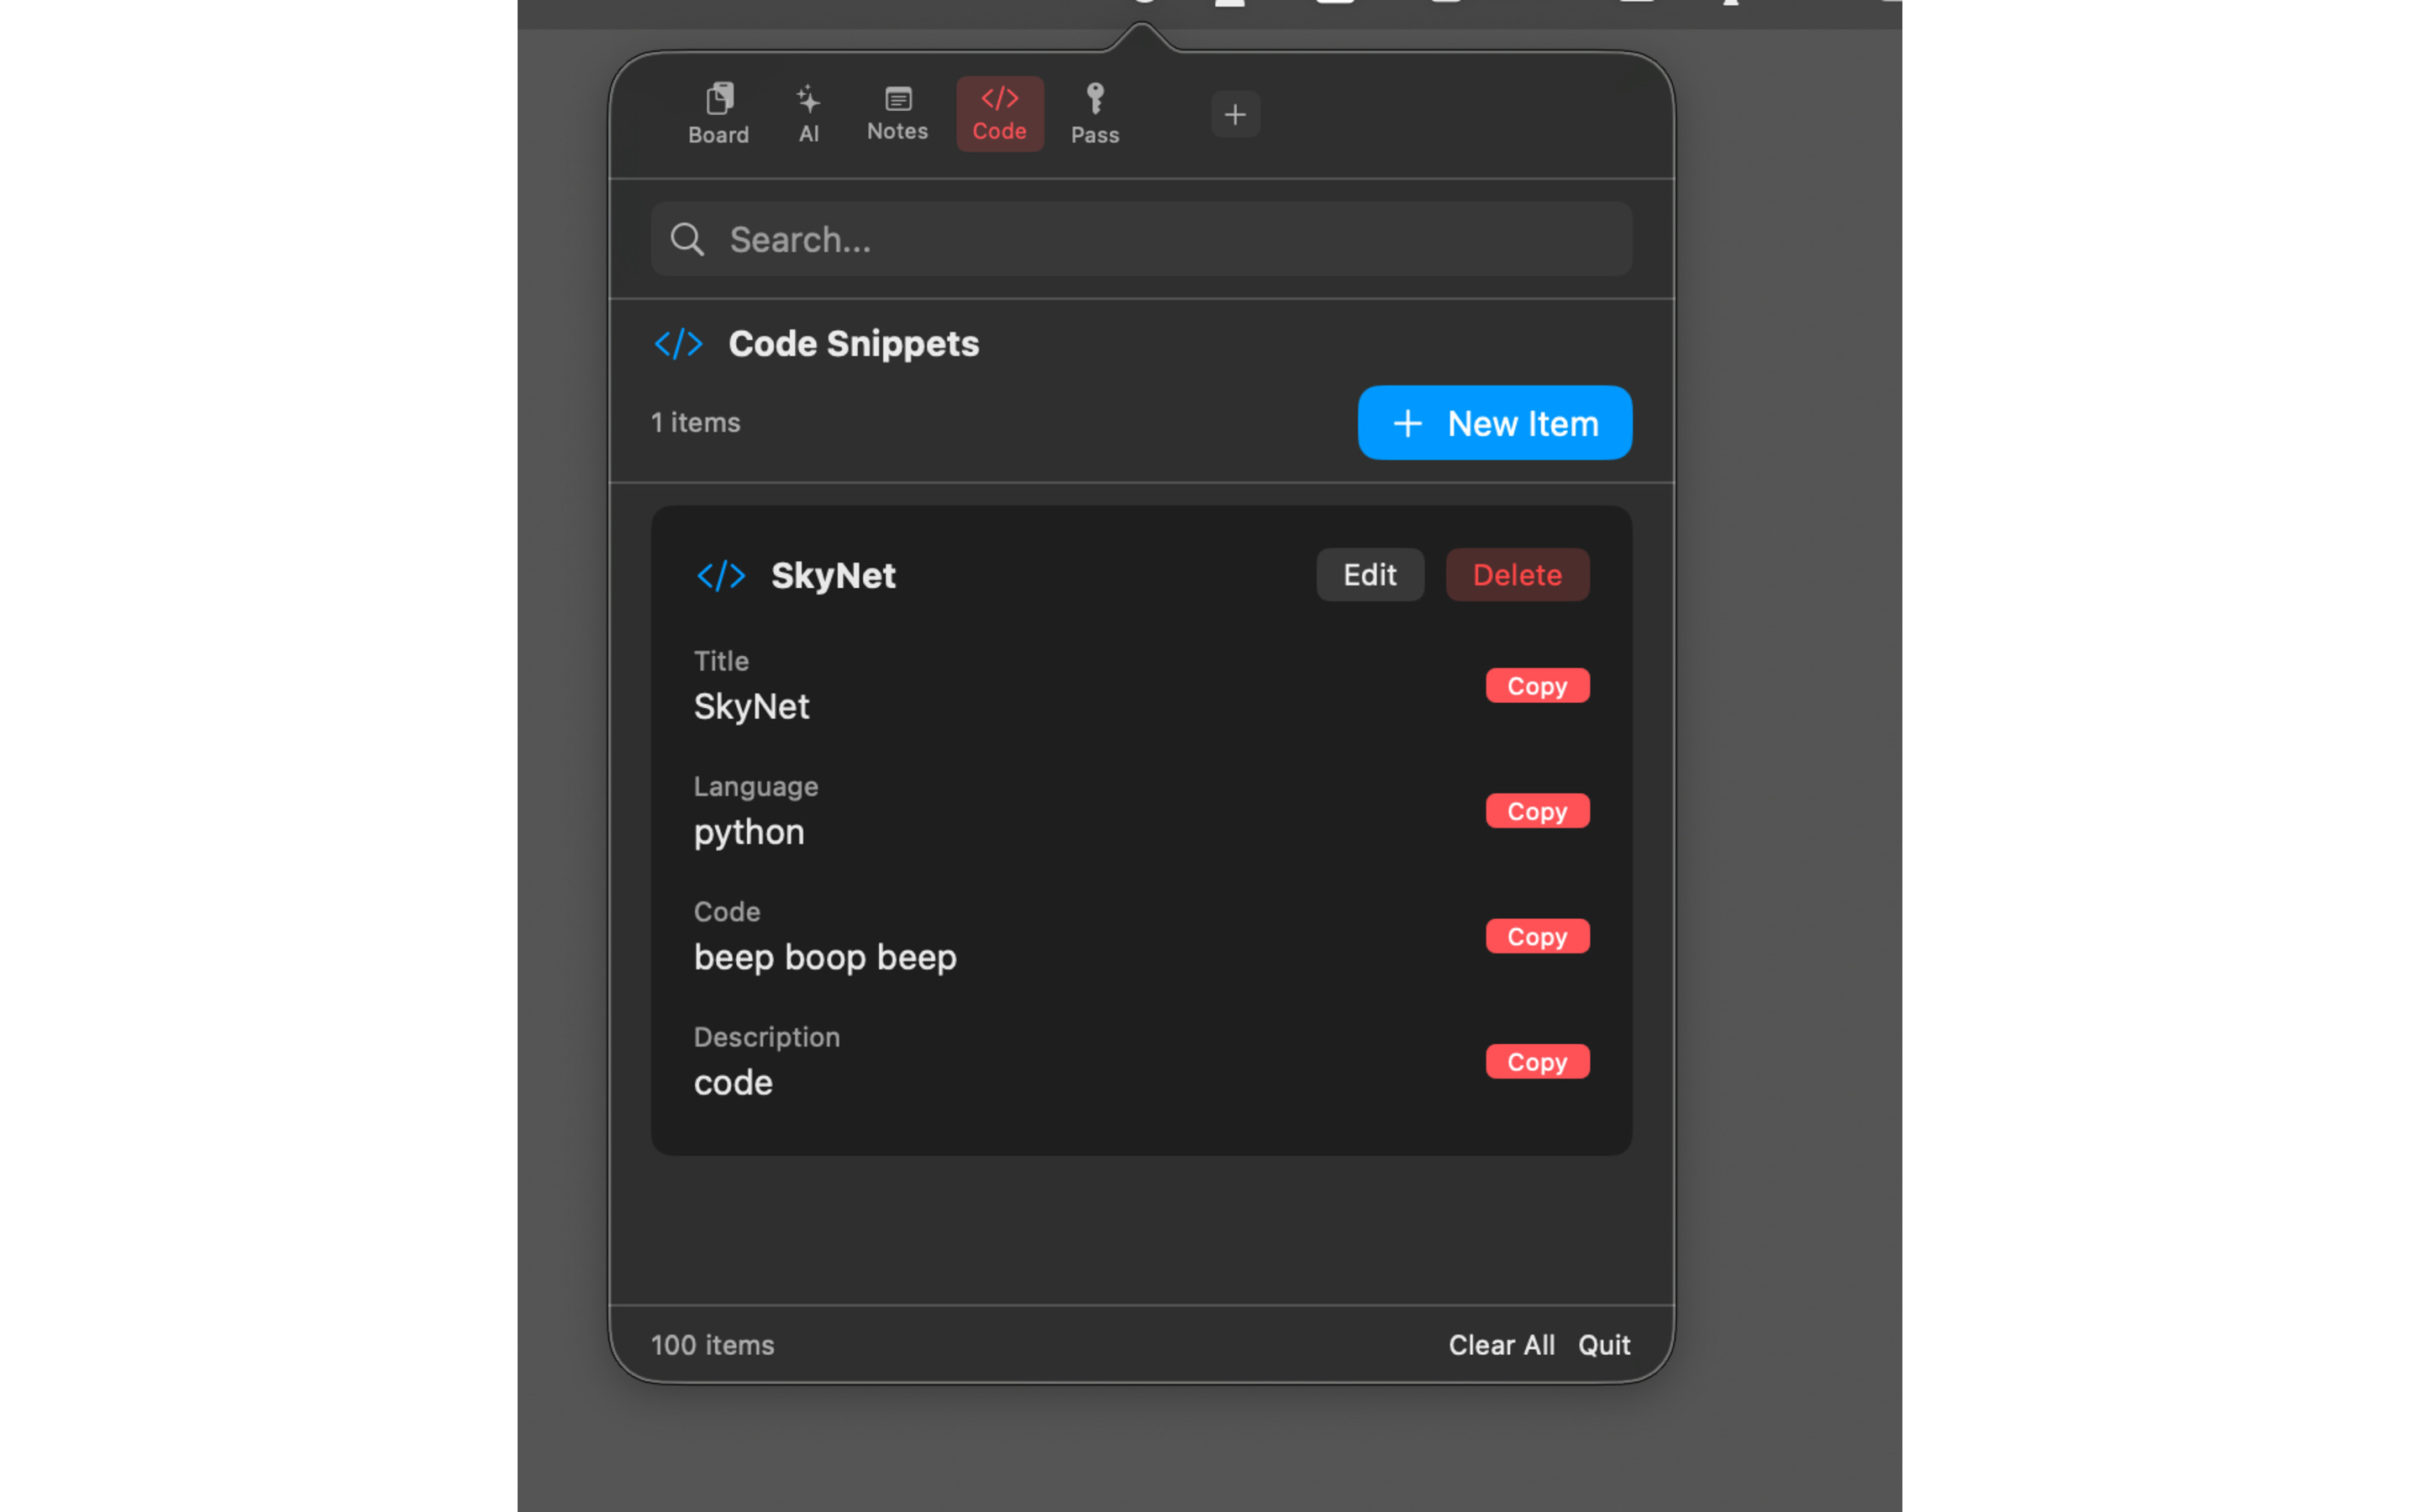 Board AI Notes Code Pass
Search...
Code Snippets
1 items
New Item
SkyNet Edit Delete
Title
SkyNet
Copy
Language
python
Copy
Code
beep boop beep
Copy
Description
code
Copy
100 items Clear All Quit